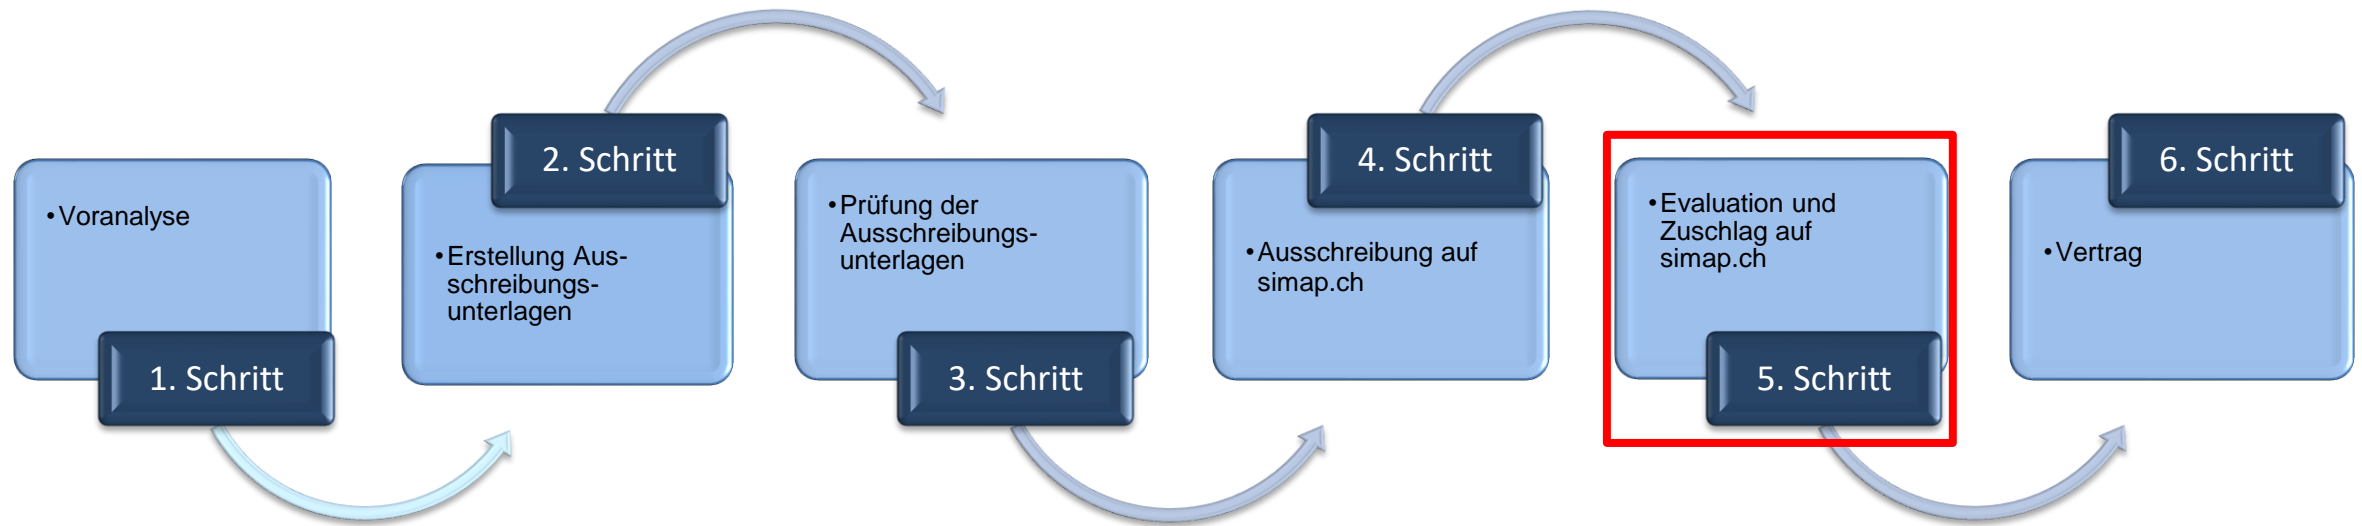 •Voranalyse
1. Schritt
2. Schritt
•Erstellung Aus-
schreibungs-
unterlagen
•Prüfung der
Ausschreibungs-
unterlagen
3. Schritt
4. Schritt
•Ausschreibung auf
simap.ch
•Evaluation und
Zuschlag auf
simap.ch
5. Schritt
6. Schritt
•Vertrag